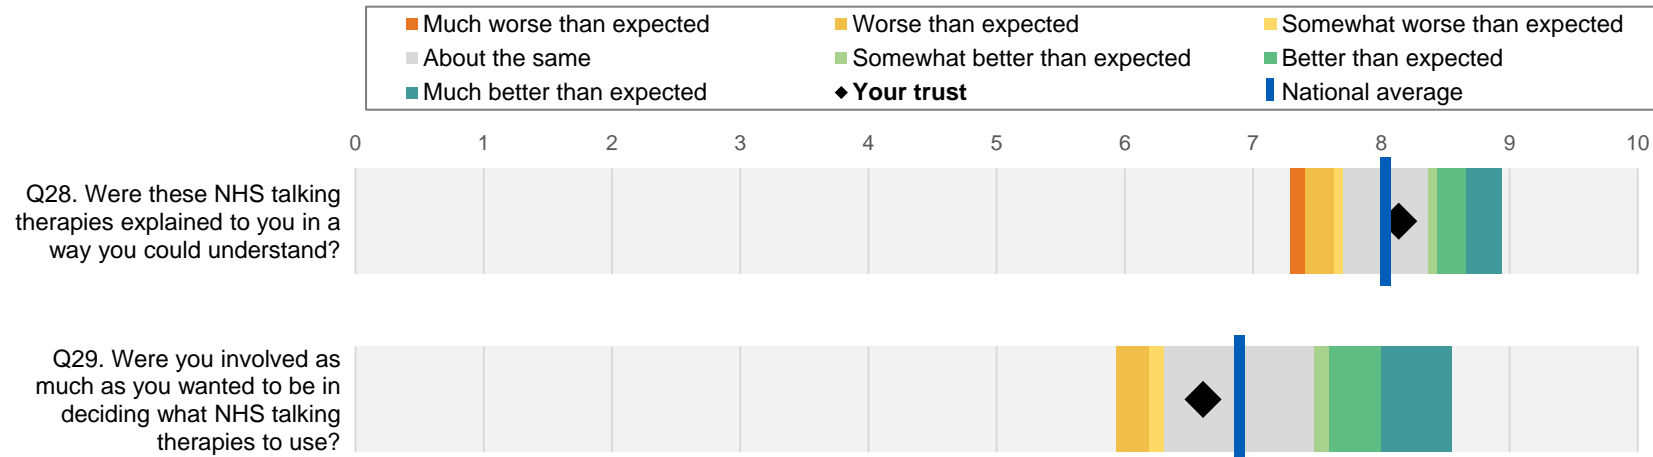 Much worse than expected Worse than expected Somewhat worse than expected
About the same Somewhat better than expected Better than expected
Much better than expected Your trust National average
0 1 2 3 4 5 6 7 8 9 10
Q28. Were these NHS talking
therapies explained to you in a
way you could understand?
Q29. Were you involved as
much as you wanted to be in
deciding what NHS talking
therapies to use?